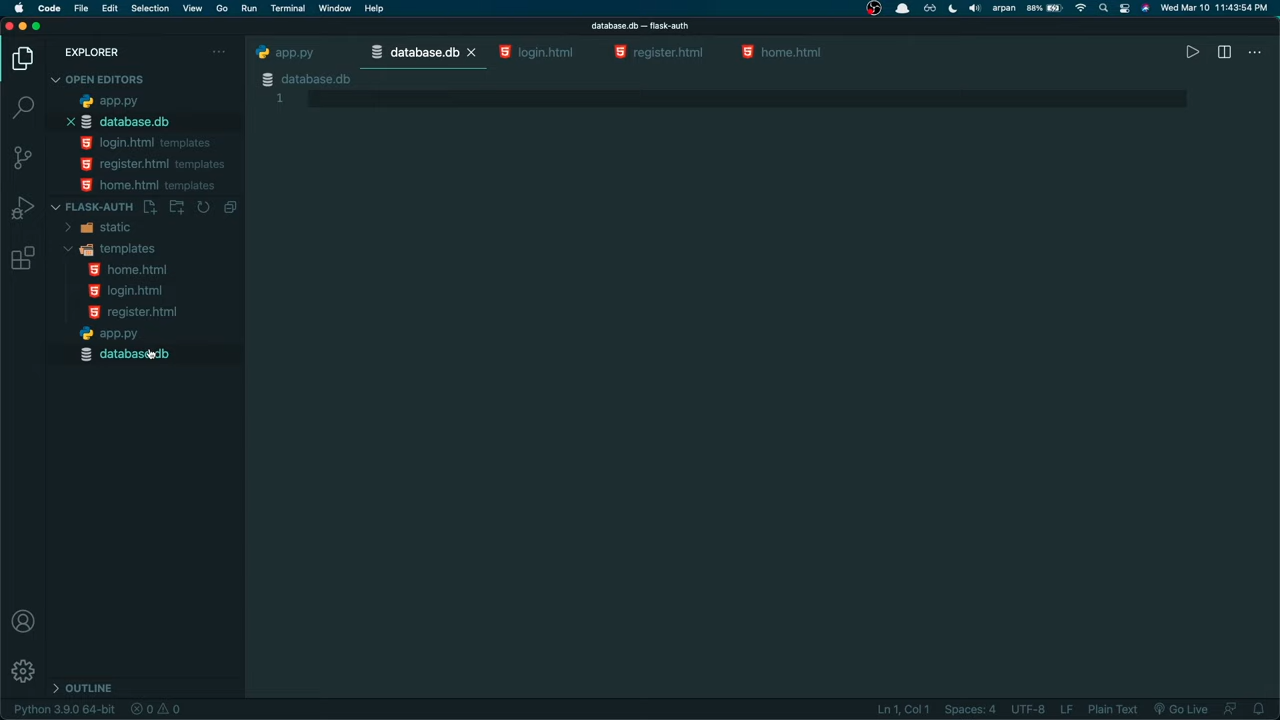 Code File Edit Selection View Go Run Terminal Window Help arpan 88% Wed Mar 10 11:43:54 PM
database.db — flask-auth
EXPLORER
OPEN EDITORS
app.py
database.db
login.html templates
register.html templates
home.html templates
FLASK-AUTH
static
templates
home.html
login.html
register.html
app.py
database.db
OUTLINE
app.py database.db login.html register.html home.html
database.db
1
Python 3.9.0 64-bit 0 0 Ln 1, Col 1 Spaces: 4 UTF-8 LF Plain Text Go Live